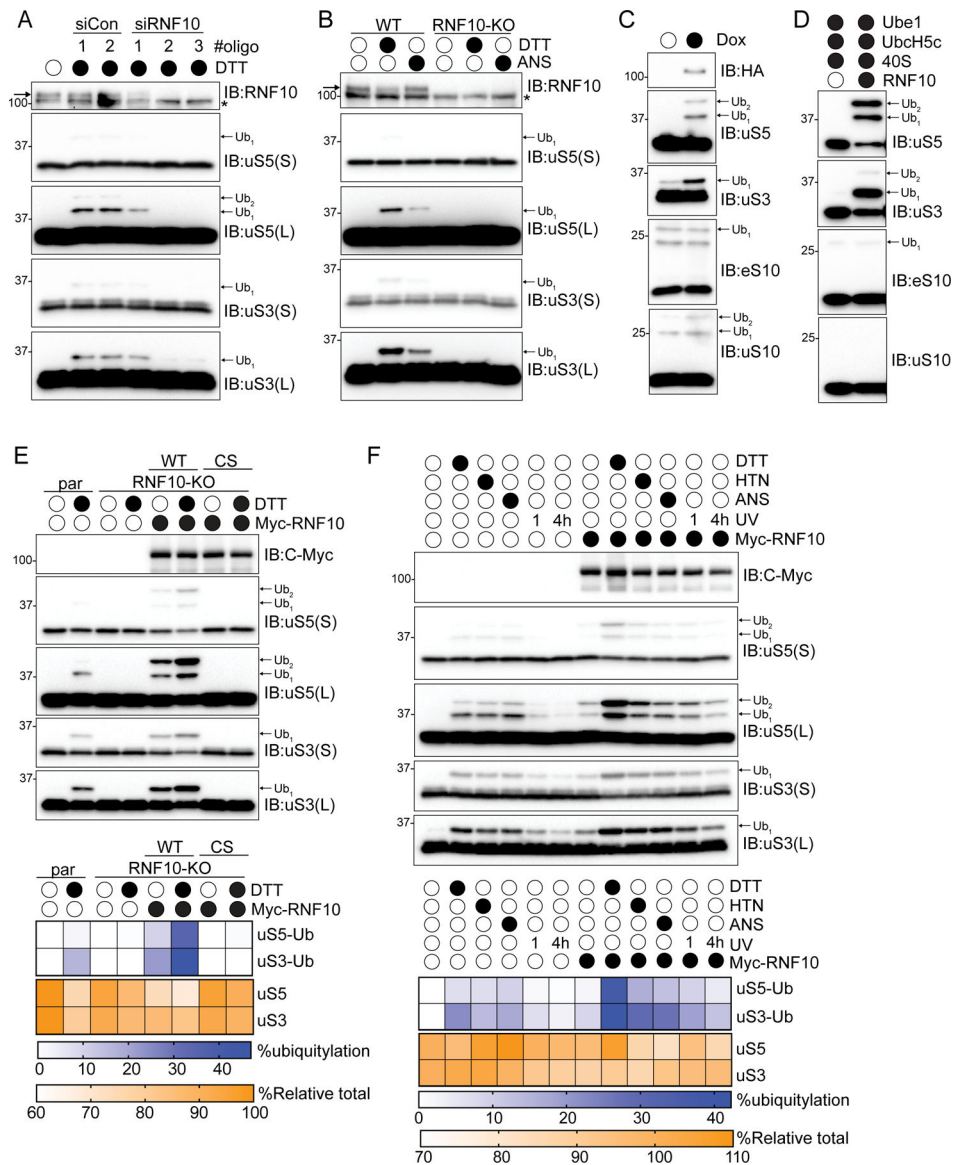 A
siCon siRNF10
1 2 1 2 3 #oligo
DTT
IB:RNF10
100
*
Ub1
IB:uS5(S)
Ub2
Ub1
37
IB:uS5(L)
37
Ub1
IB:uS3(S)
37
Ub1
IB:uS3(L)
B
WT RNF10-KO
DTT
ANS
IB:RNF10
100
*
Ub1
IB:uS5(S)
37
Ub1
IB:uS5(L)
37
Ub1
IB:uS3(S)
37
Ub1
IB:uS3(L)
C
Dox
100
IB:HA
Ub2
37
Ub1
IB:uS5
37
Ub1
IB:uS3
25
Ub1
IB:eS10
Ub2
25
Ub1
IB:uS10
D
Ube1
UbcH5c
40S
RNF10
Ub2
37
Ub1
IB:uS5
37
Ub2
Ub1
IB:uS3
25
Ub1
IB:eS10
25
IB:uS10
E
WT CS
par RNF10-KO
DTT
Myc-RNF10
100
IB:C-Myc
Ub2
37
Ub1
IB:uS5(S)
Ub2
37
Ub1
IB:uS5(L)
37
Ub1
IB:uS3(S)
37
Ub1
IB:uS3(L)
WT CS
par RNF10-KO
DTT
Myc-RNF10
uS5-Ub
uS3-Ub
uS5
uS3
%ubiquitylation
0 10 20 30 40
%Relative total
60 70 80 90 100
F
DTT
HTN
ANS
1 4h 1 4h UV
Myc-RNF10
100
IB:C-Myc
Ub2
37
Ub1
IB:uS5(S)
Ub2
37
Ub1
IB:uS5(L)
37
Ub1
IB:uS3(S)
37
Ub1
IB:uS3(L)
DTT
HTN
ANS
1 4h 1 4h UV
Myc-RNF10
uS5-Ub
uS3-Ub
uS5
uS3
%ubiquitylation
0 10 20 30 40
%Relative total
70 80 90 100 110